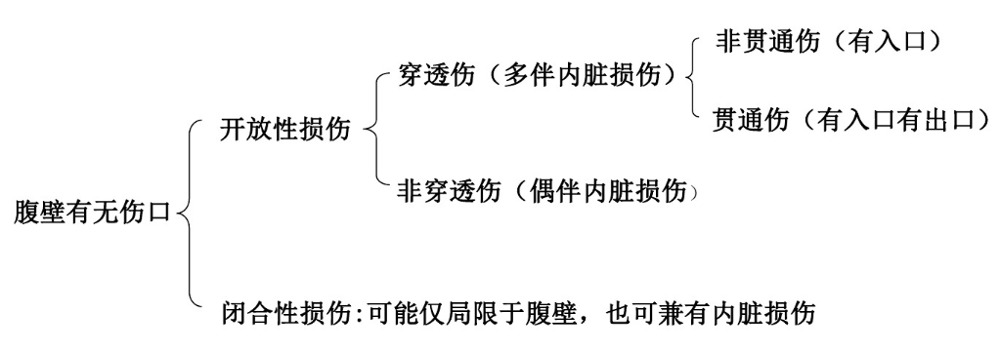 非贯通伤（有入口）
穿透伤（多伴内脏损伤）
贯通伤（有入口有出口）
开放性损伤
非穿透伤（偶伴内脏损伤）
腹壁有无伤口
闭合性损伤:可能仅局限于腹壁，也可兼有内脏损伤